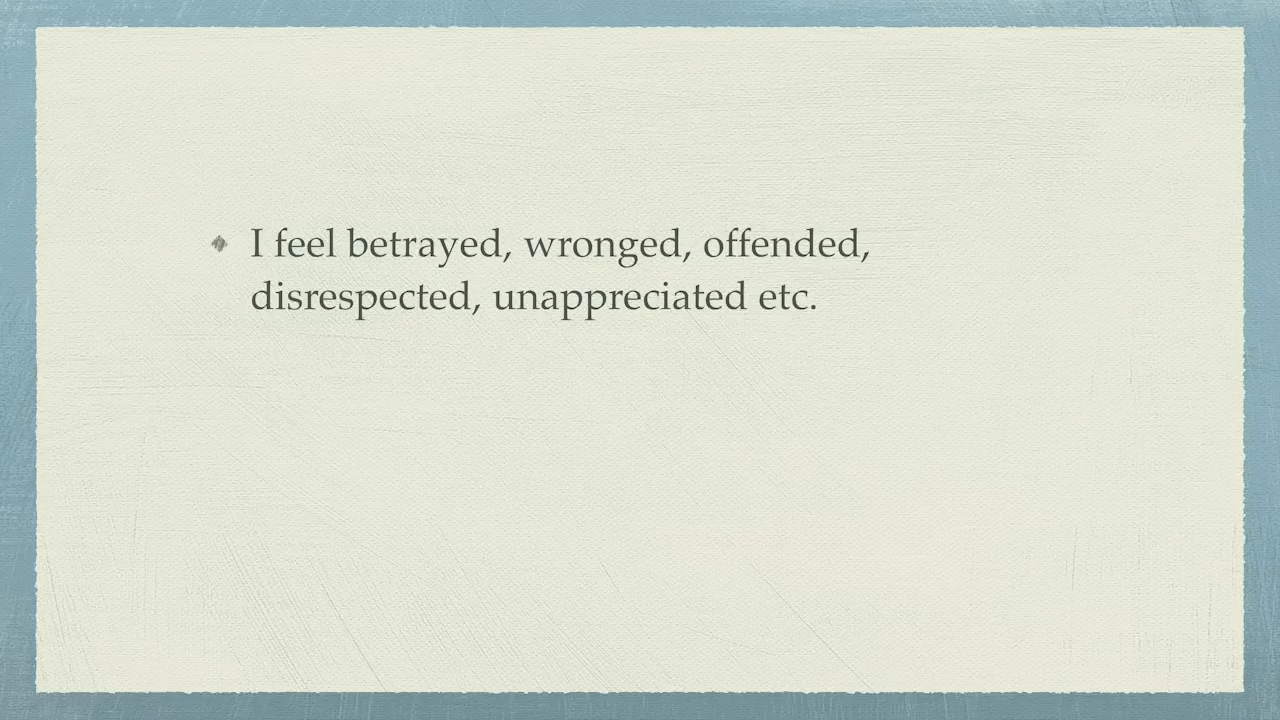 I feel betrayed, wronged, offended,
disrespected, unappreciated etc.